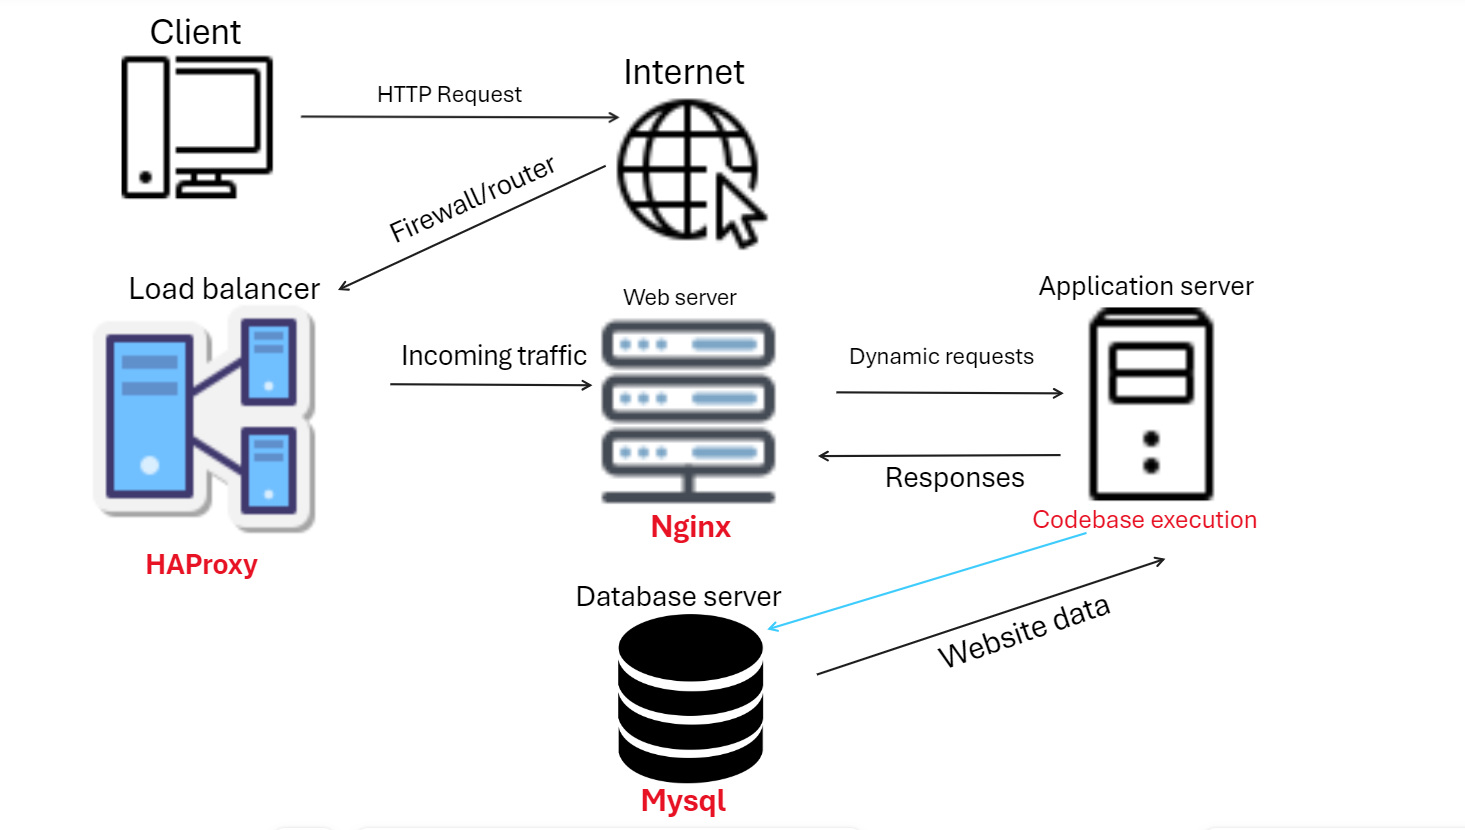 Client
HTTP Request
Internet
Firewall/router
Load balancer
HAProxy
Incoming traffic
Web server
Nginx
Dynamic requests
Responses
Application server
Codebase execution
Database server
Website data
Mysql